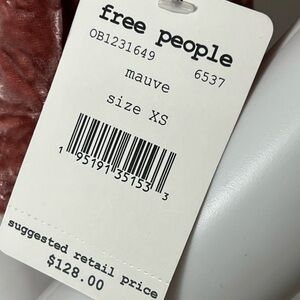 free people
OB1231649 6537
mauve
size XS
1 95191 35153 3
suggested retail price
$128.00